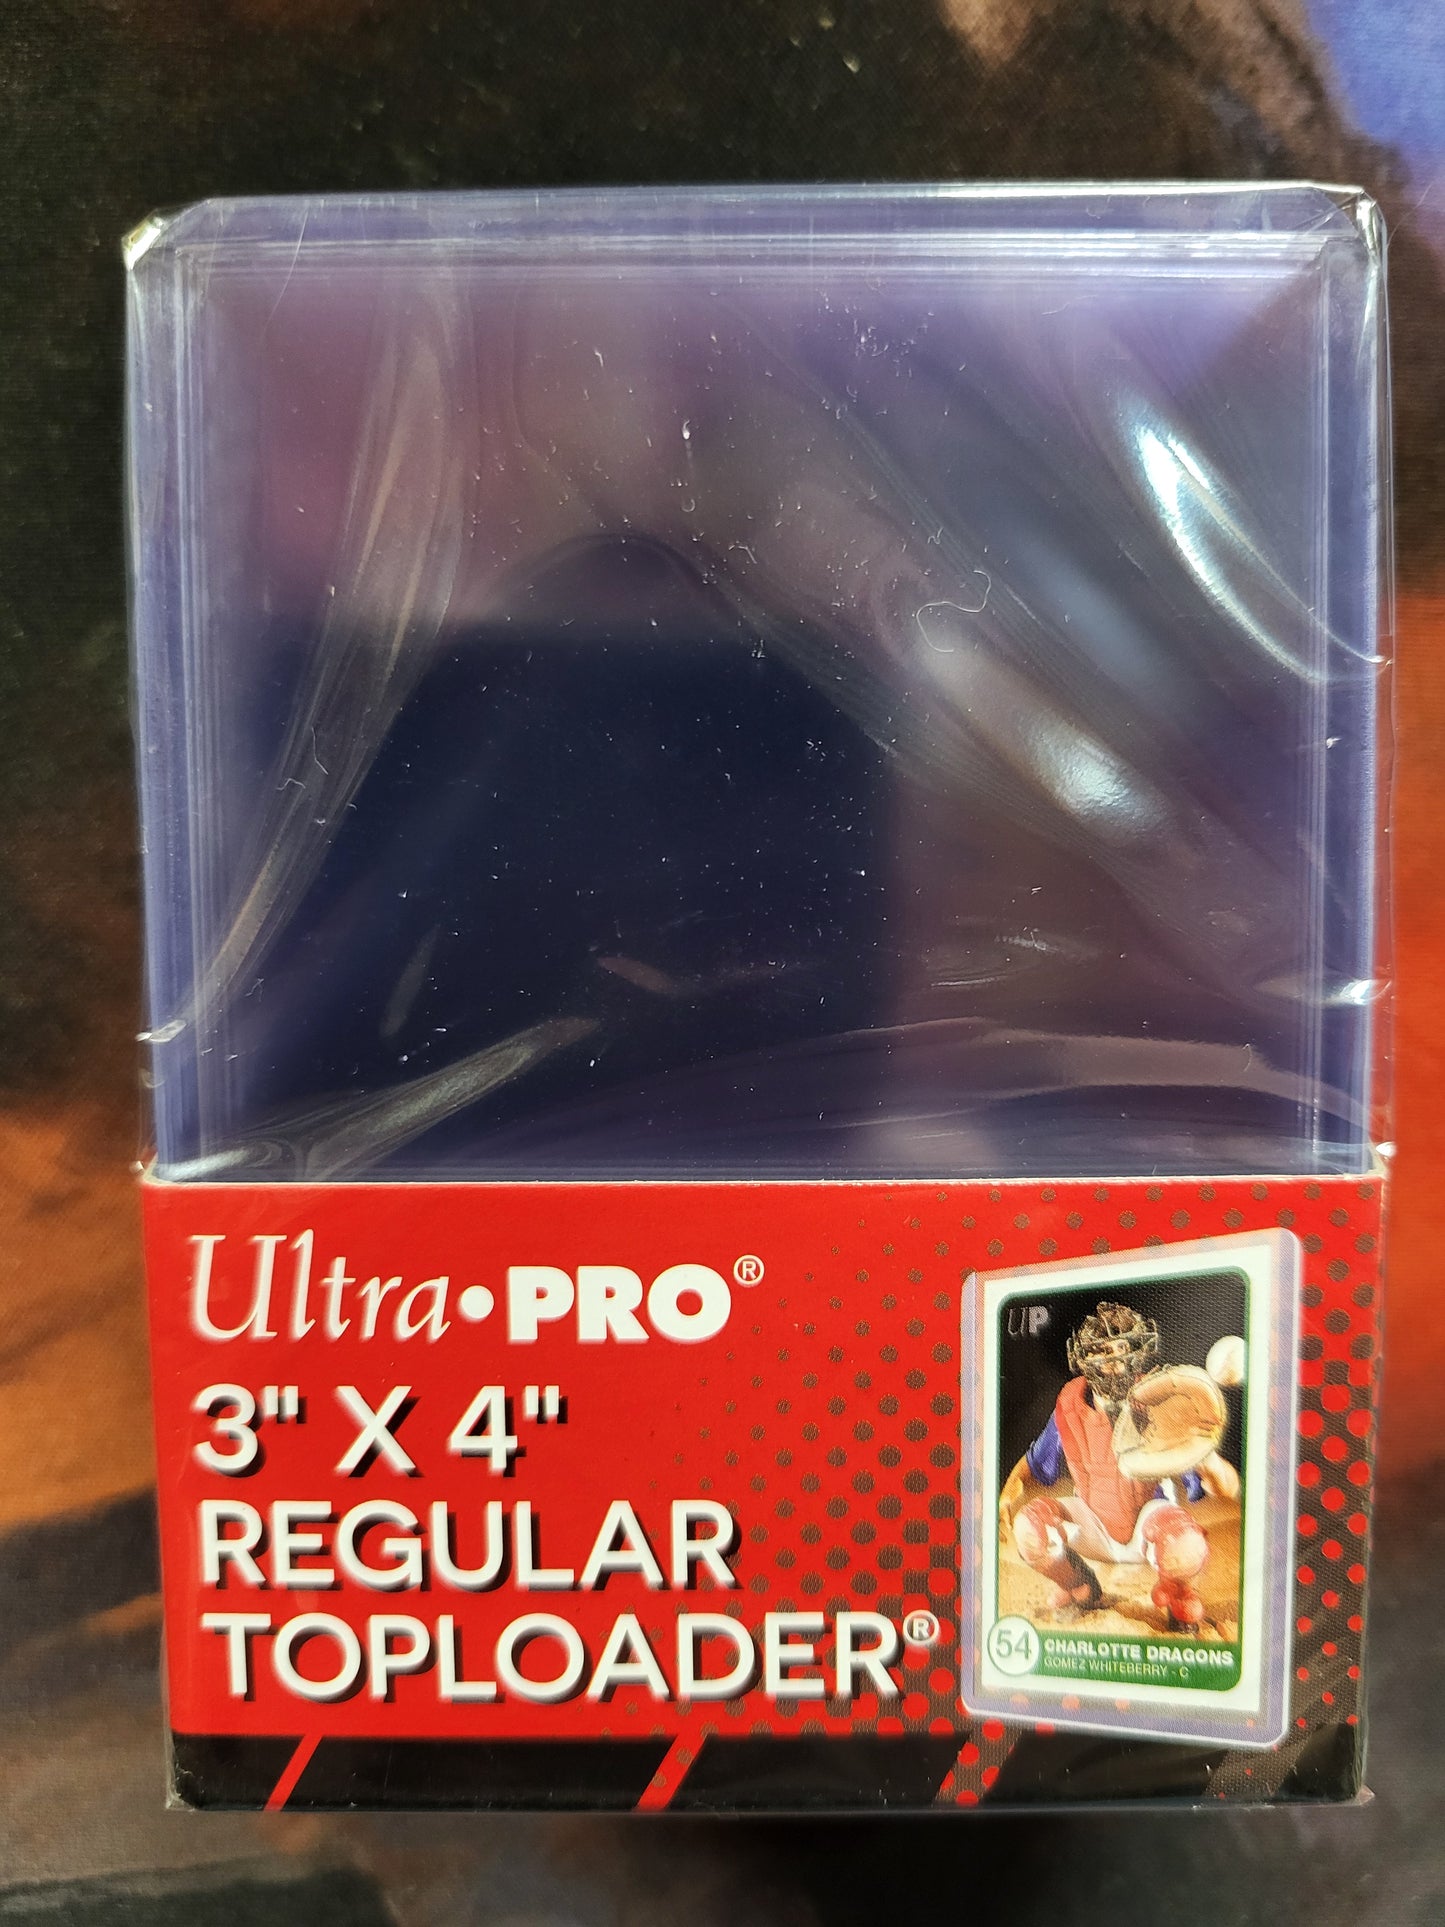 Ultra•PRO®
3" X 4"
REGULAR
TOPLOADER®
UP
54
CHARLOTTE DRAGONS
GOMEZ WHITEBERRY - C